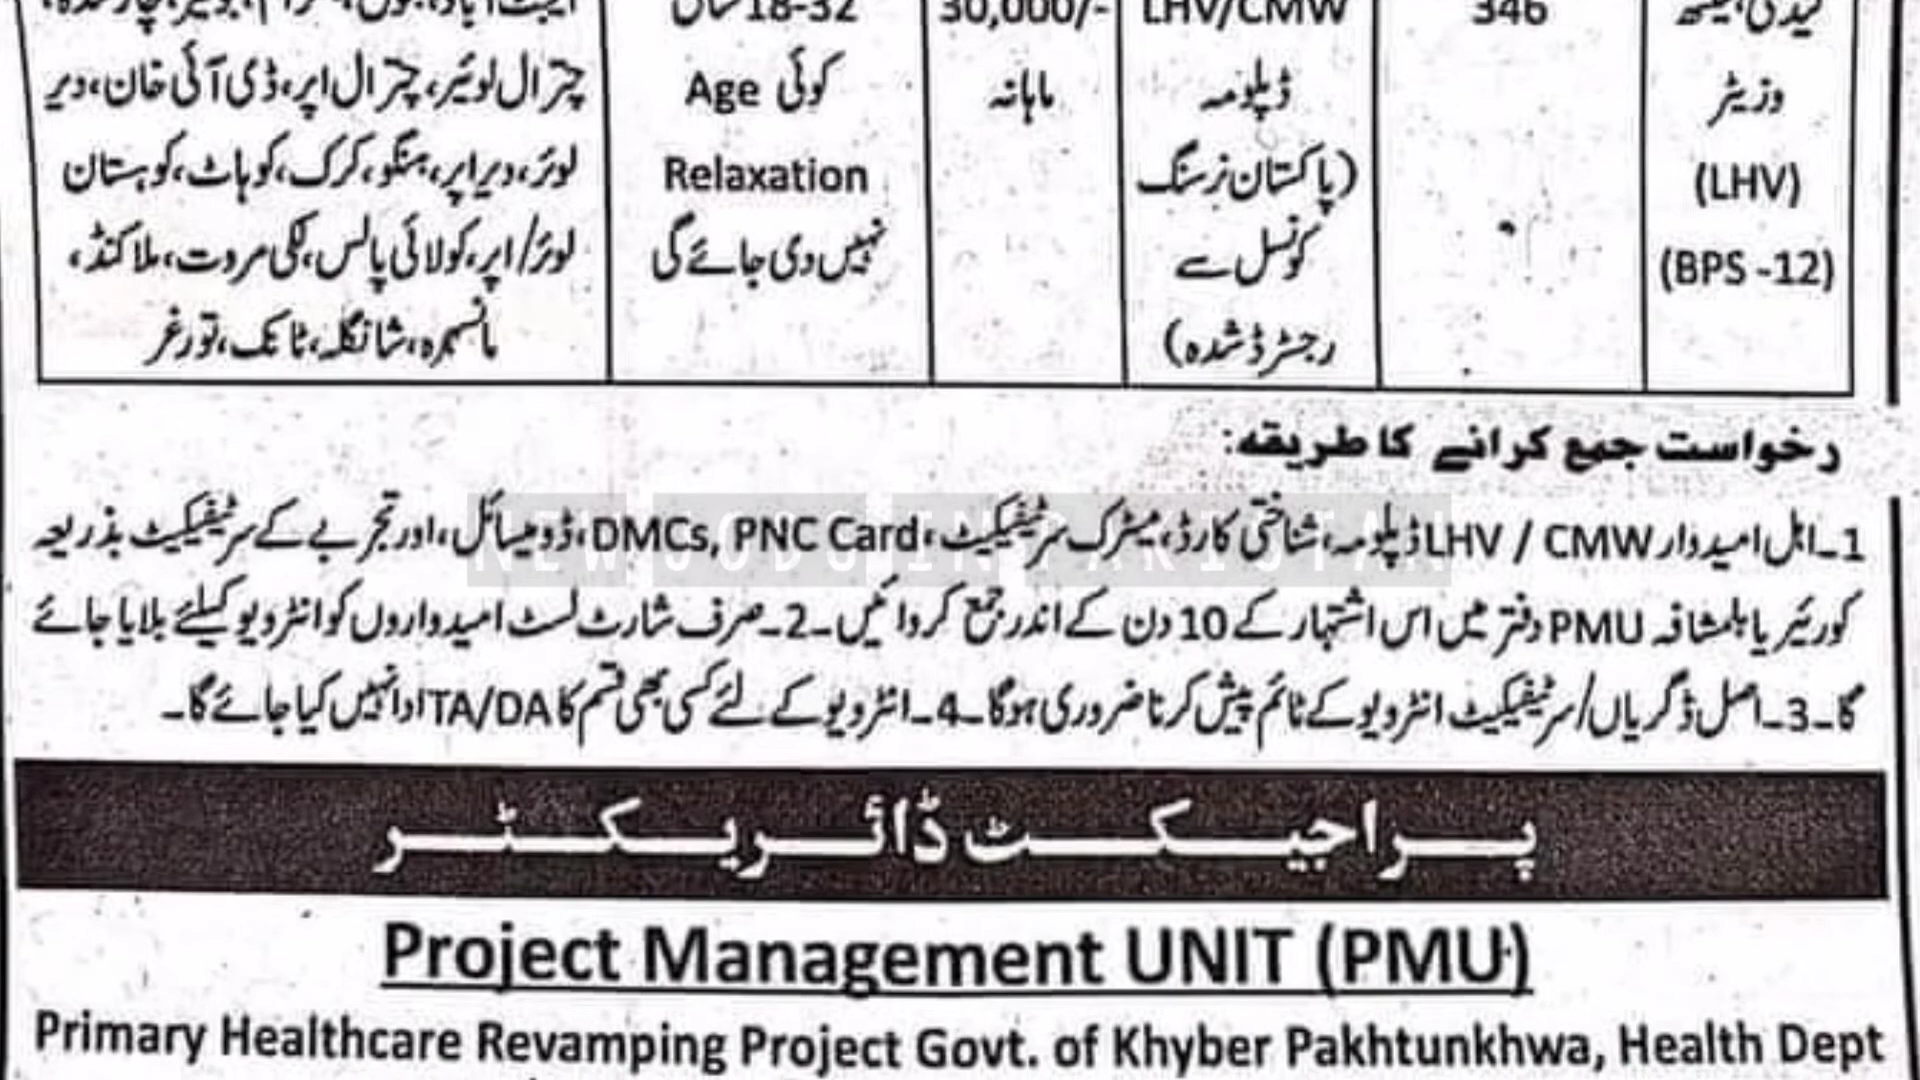 لیڈی ہیلتھ
وزیٹر
(LHV)
(BPS -12)
346
LHV/CMW
ڈپلومہ
(پاکستان نرسنگ
کونسل سے
رجسٹرڈ شدہ)
30,000/-
ماہانہ
18-32 سال
کوئی Age
Relaxation
نہیں دی جائے گی
چترال لوئیر، چترال اپر، ڈی آئی خان، دیر
لوئر، دیر اپر، ہنگو، کرک، کوہاٹ، کوہستان
لوئر/اپر، کولائی پالس، لکی مروت، ملاکنڈ،
مانسہرہ، شانگلہ، ٹانک، تورغر
رخواست جمع کرانے کا طریقہ:
1۔ اہل امیدوار LHV / CMW ڈپلومہ، شناختی کارڈ، میٹرک سرٹیفکیٹ، DMCs, PNC Card، ڈومیسائل، اور تجربے کے سرٹیفکیٹ بذریعہ
NEW JOBS IN PAKISTAN
کورئیر یا بالمشافہ PMU دفتر میں اس اشتہار کے 10 دن کے اندر جمع کروائیں۔ 2۔ صرف شارٹ لسٹ امیدواروں کو انٹرویو کیلئے بلایا جائے
گا۔ 3۔ اصل ڈگریاں/سرٹیفکیٹ انٹرویو کے ٹائم پیش کرنا ضروری ہوگا۔ 4۔ انٹرویو کے لئے کسی بھی قسم کا TA/DA ادا نہیں کیا جائے گا۔
پراجیکٹ ڈائریکٹر
Project Management UNIT (PMU)
Primary Healthcare Revamping Project Govt. of Khyber Pakhtunkhwa, Health Dept